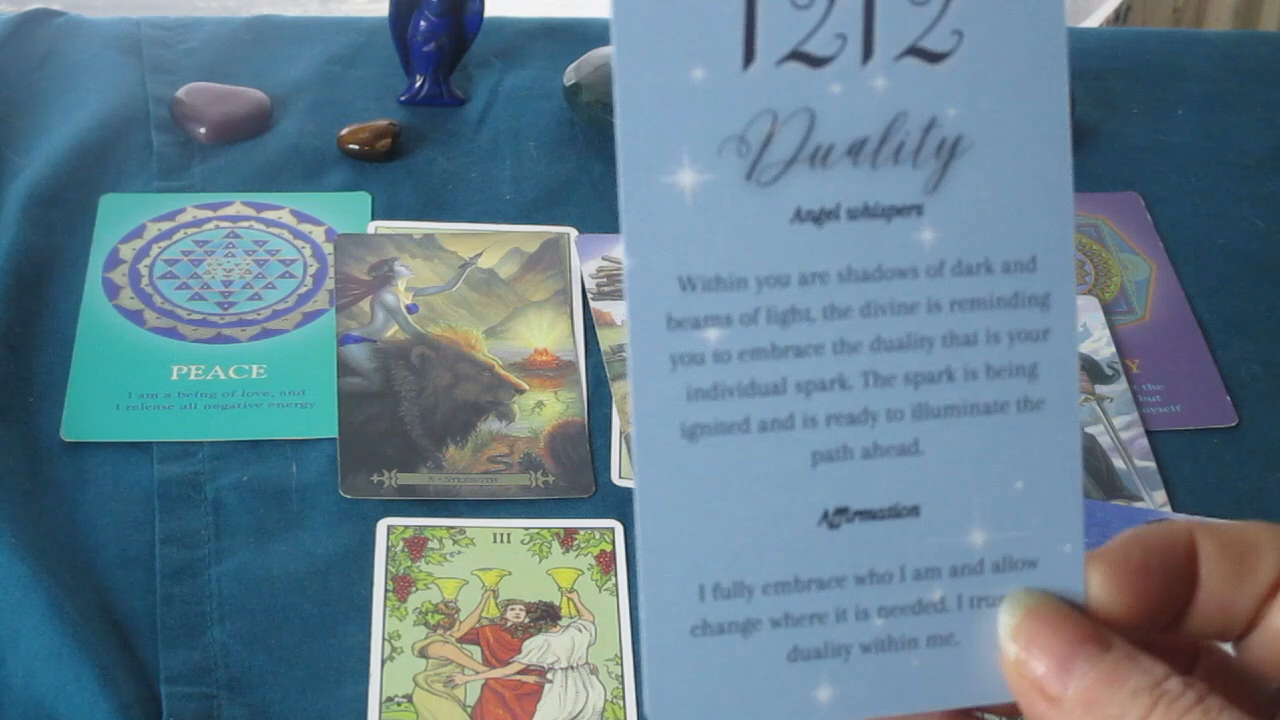 1212
Duality
Angel whispers
Within you are shadows of dark and
beams of light, the divine is reminding
you to embrace the duality that is your
individual spark. The spark is being
ignited and is ready to illuminate the
path ahead.
Affirmation
I fully embrace who I am and allow
change where it is needed. I
duality within me.
PEACE
I am a being of love, and
I release all negative energy
STRENGTH
III
Y
the
but
myself